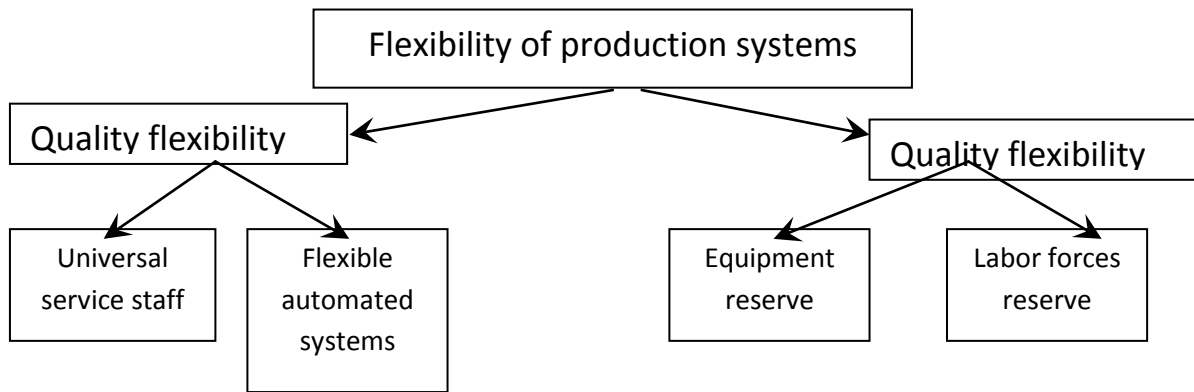 Flexibility of production systems
Quality flexibility
Quality flexibility
Universal
service staff
Flexible
automated
systems
Equipment
reserve
Labor forces
reserve